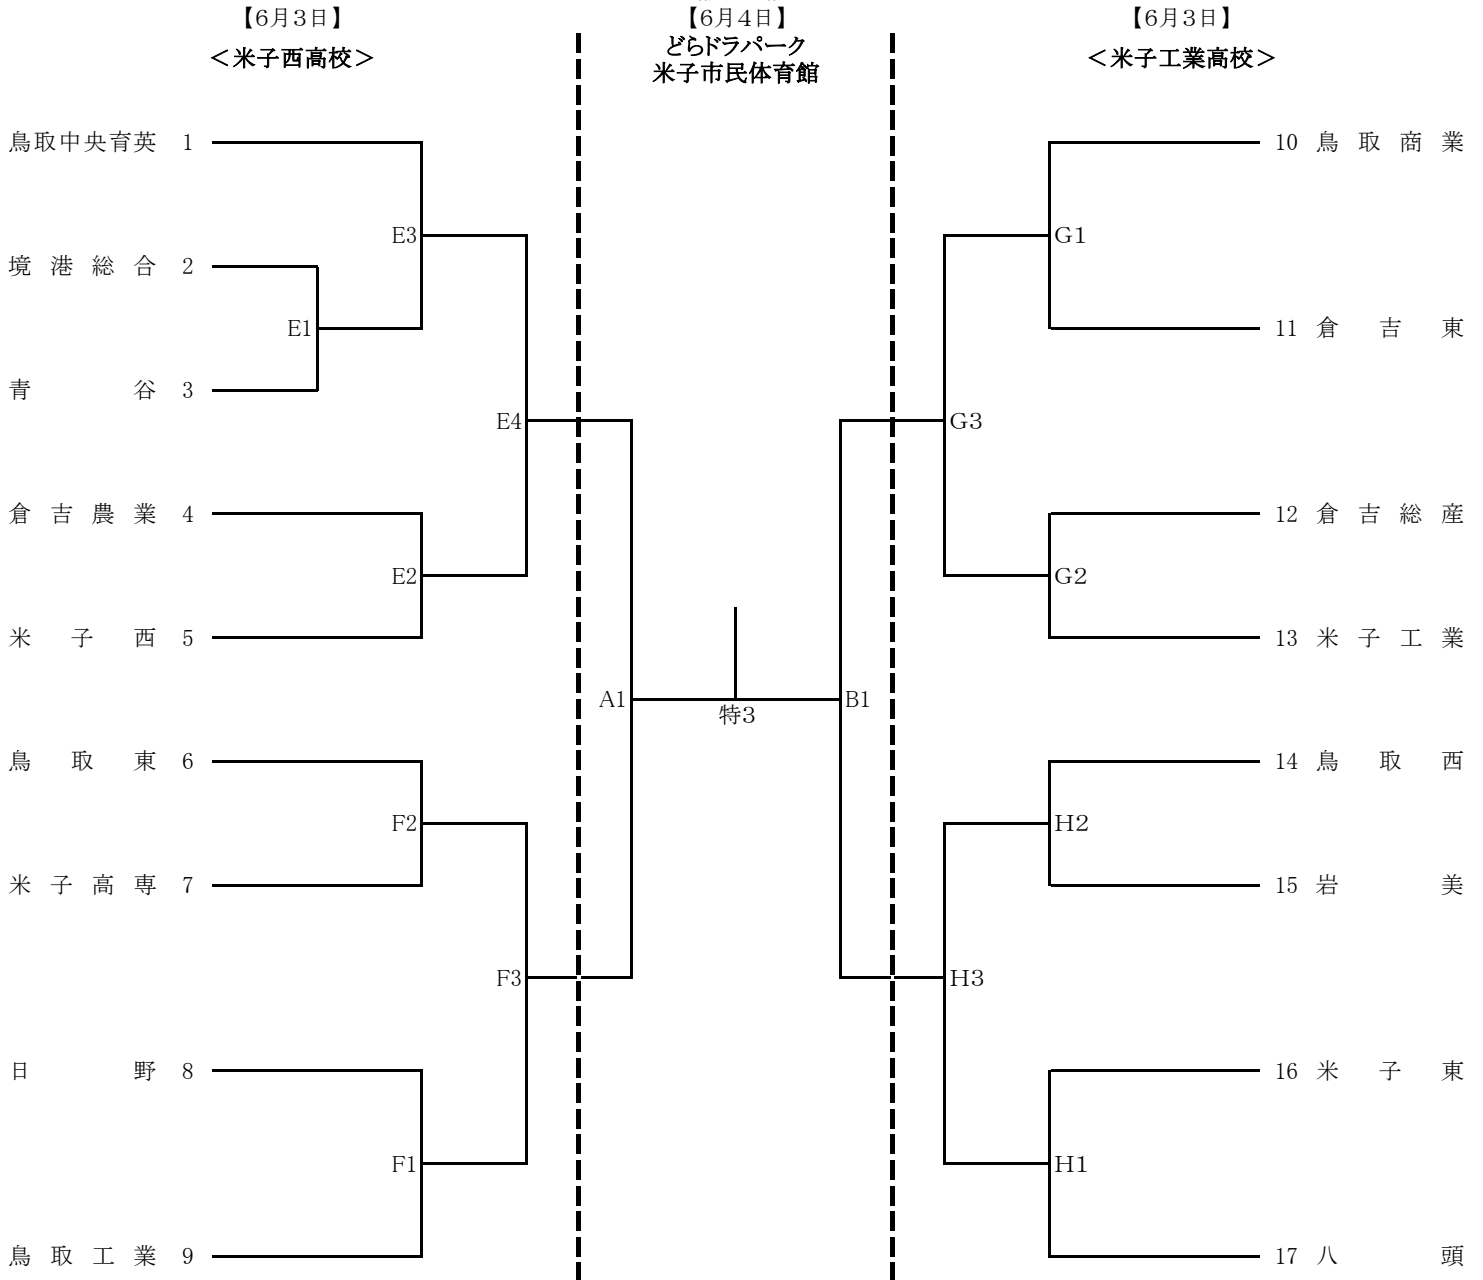 【6月3日】
＜米子西高校＞
【6月4日】
どらドラパーク
米子市民体育館
【6月3日】
＜米子工業高校＞
鳥取中央育英 1
境港総合 2
青谷 3
倉吉農業 4
米子西 5
鳥取東 6
米子高専 7
日野 8
鳥取工業 9
E3
E1
E4
E2
F2
F3
F1
A1
特3
B1
G1
G3
G2
H2
H3
H1
10 鳥取商業
11 倉吉東
12 倉吉総産
13 米子工業
14 鳥取西
15 岩美
16 米子東
17 八頭